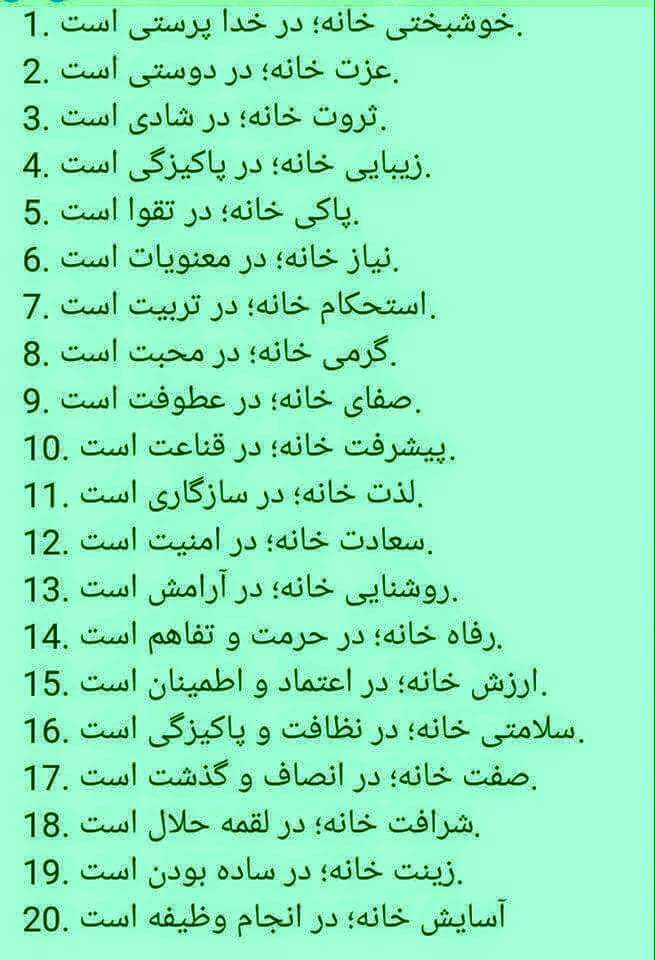 1. خوشبختی خانه؛ در خدا پرستی است.
2. عزت خانه؛ در دوستی است.
3. ثروت خانه؛ در شادی است.
4. زیبایی خانه؛ در پاکیزگی است.
5. پاکی خانه؛ در تقوا است.
6. نیاز خانه؛ در معنویات است.
7. استحکام خانه؛ در تربیت است.
8. گرمی خانه؛ در محبت است.
9. صفای خانه؛ در عطوفت است.
10. پیشرفت خانه؛ در قناعت است.
11. لذت خانه؛ در سازگاری است.
12. سعادت خانه؛ در امنیت است.
13. روشنایی خانه؛ در آرامش است.
14. رفاه خانه؛ در حرمت و تفاهم است.
15. ارزش خانه؛ در اعتماد و اطمینان است.
16. سلامتی خانه؛ در نظافت و پاکیزگی است.
17. صفت خانه؛ در انصاف و گذشت است.
18. شرافت خانه؛ در لقمه حلال است.
19. زینت خانه؛ در ساده بودن است.
20. آسایش خانه؛ در انجام وظیفه است